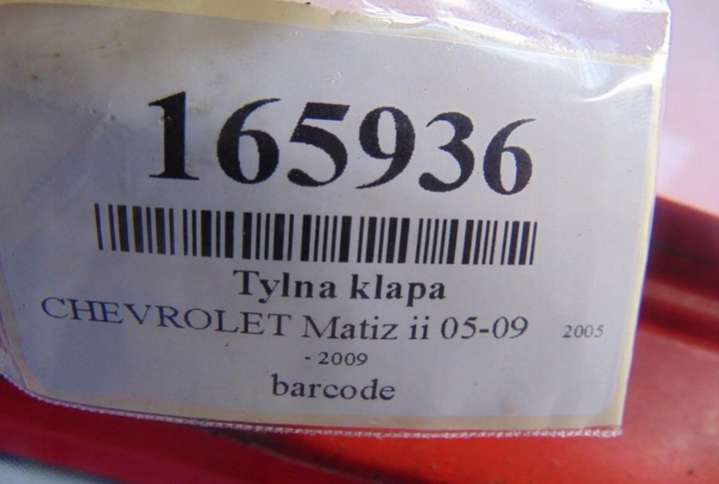 165936
Tylna klapa
CHEVROLET Matiz ii 05-09 2005
- 2009
barcode